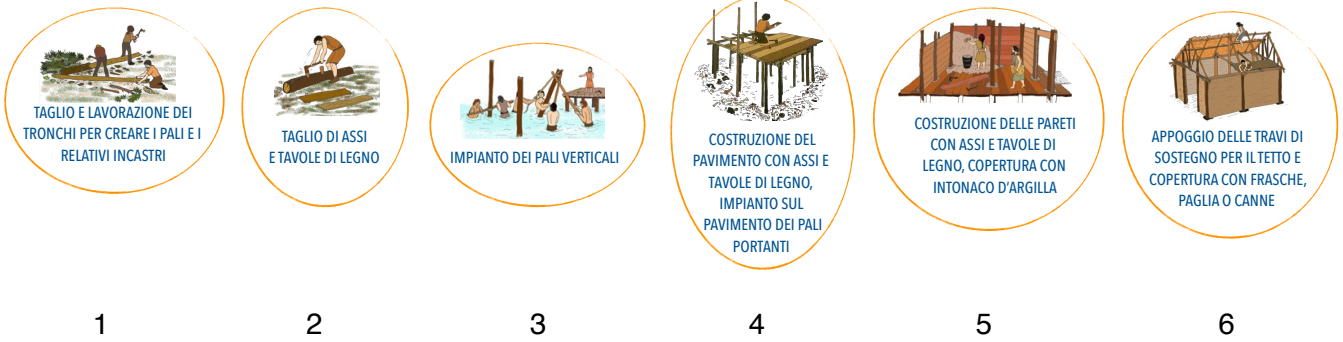 TAGLIO E LAVORAZIONE DEI
TRONCHI PER CREARE I PALI E I
RELATIVI INCASTRI
TAGLIO DI ASSI
E TAVOLE DI LEGNO
IMPIANTO DEI PALI VERTICALI
COSTRUZIONE DEL
PAVIMENTO CON ASSI E
TAVOLE DI LEGNO,
IMPIANTO SUL
PAVIMENTO DEI PALI
PORTANTI
COSTRUZIONE DELLE PARETI
CON ASSI E TAVOLE DI
LEGNO, COPERTURA CON
INTONACO D'ARGILLA
APPOGGIO DELLE TRAVI DI
SOSTEGNO PER IL TETTO E
COPERTURA CON FRASCHE,
PAGLIA O CANNE
1 2 3 4 5 6